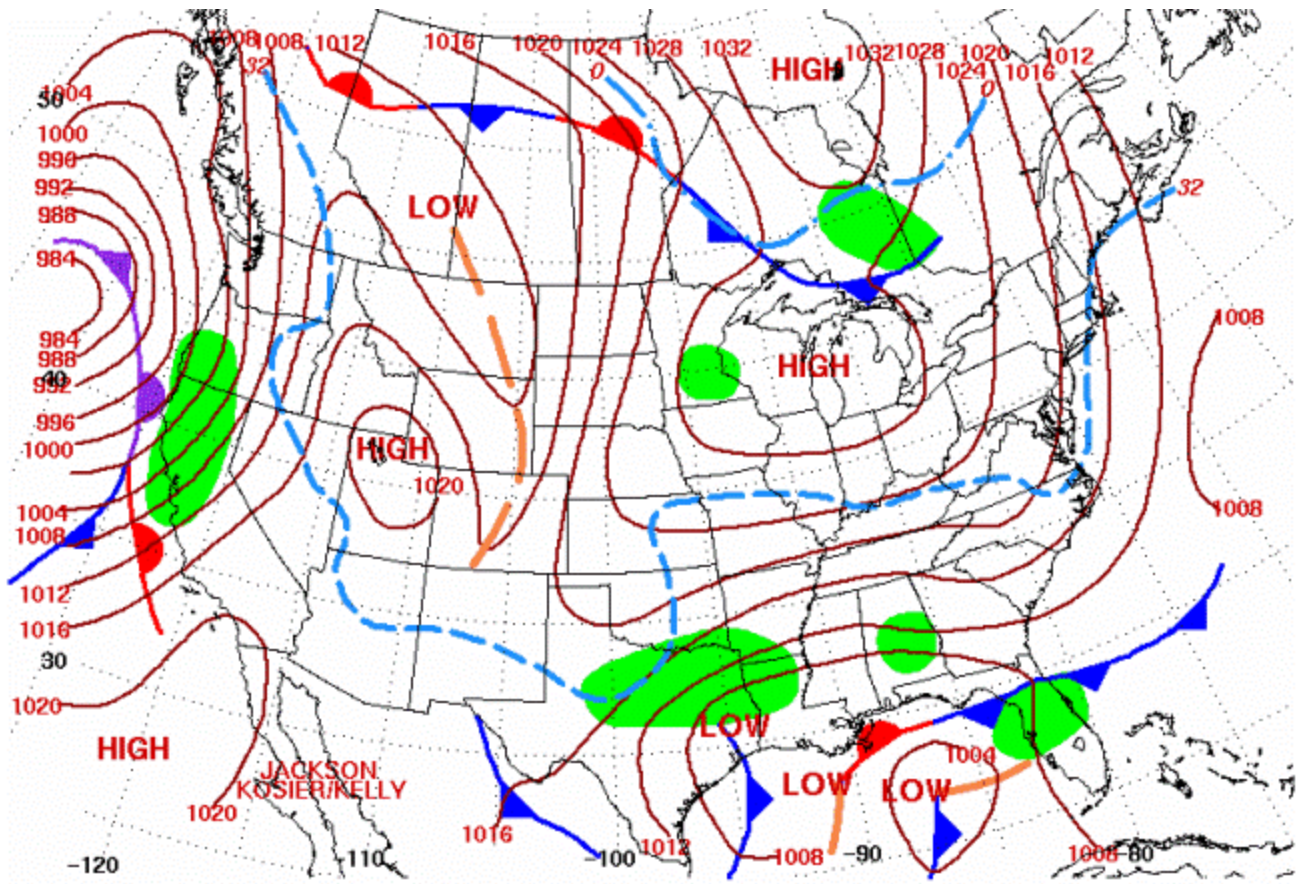 1008 1008 1012 1016 1020 1024 1028 1032 HIGH 1032 1028 1020 1012
32 0 1024 1016
50 1004 0
1000
996
992 32
988 LOW
984
1008
984
988 HIGH
992 40
996
1000 HIGH
1020
1004 1008
1008
1012
1016
30
1020 LOW
HIGH 1004
JACKSON LOW LOW
KOSIER/KELLY
1020
1016 1012 1008 1008
-120 -110 -100 -90 -80